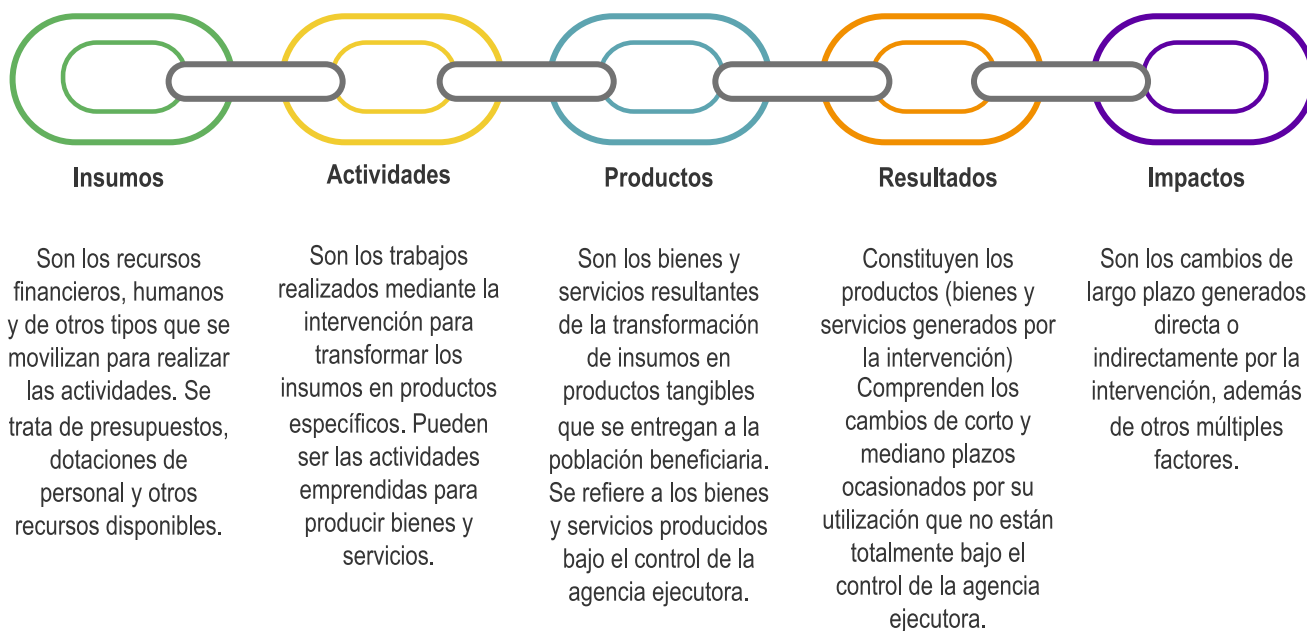 Insumos
Son los recursos
financieros, humanos
y de otros tipos que se
movilizan para realizar
las actividades. Se
trata de presupuestos,
dotaciones de
personal y otros
recursos disponibles.
Actividades
Son los trabajos
realizados mediante la
intervención para
transformar los
insumos en productos
específicos. Pueden
ser las actividades
emprendidas para
producir bienes y
servicios.
Productos
Son los bienes y
servicios resultantes
de la transformación
de insumos en
productos tangibles
que se entregan a la
población beneficiaria.
Se refiere a los bienes
y servicios producidos
bajo el control de la
agencia ejecutora.
Resultados
Constituyen los
productos (bienes y
servicios generados por
la intervención)
Comprenden los
cambios de corto y
mediano plazos
ocasionados por su
utilización que no están
totalmente bajo el
control de la agencia
ejecutora.
Impactos
Son los cambios de
largo plazo generados
directa o
indirectamente por la
intervención, además
de otros múltiples
factores.